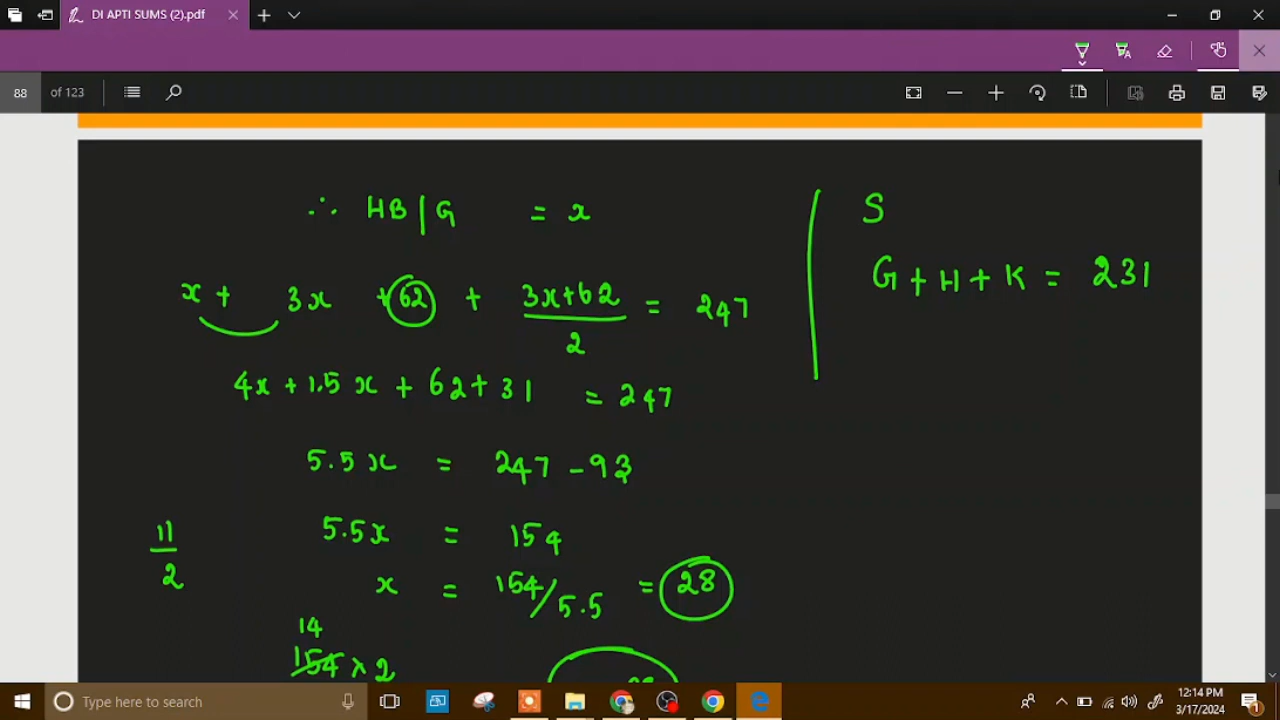 DI APTI SUMS (2).pdf
88 of 123
∴ HB|G = x
x + 3x + 62 + 3x+62 / 2 = 247
4x + 1.5x + 62 + 31 = 247
5.5x = 247 - 93
5.5x = 154
x = 154/5.5 = 28
11/2
14
154 x 2
S
G + H + K = 231
Type here to search
12:14 PM
3/17/2024